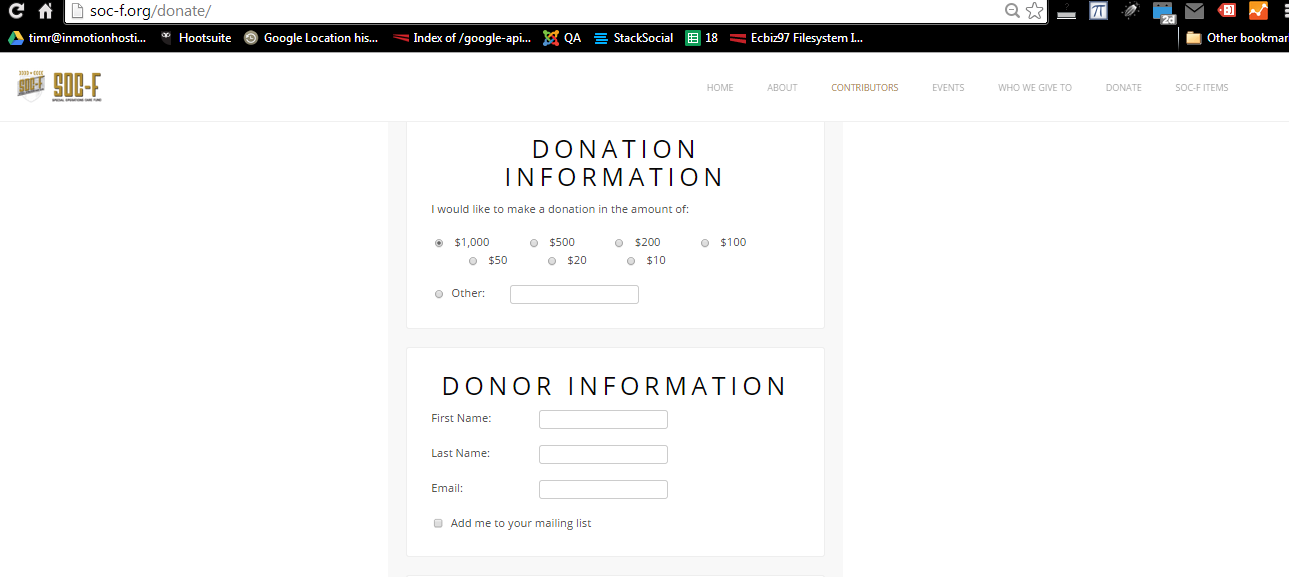 soc-f.org/donate/
timr@inmotionhosti... Hootsuite Google Location his... Index of /google-api... QA StackSocial 18 Ecbiz97 Filesystem I... Other bookmar
SOC-F SOC-F HOME ABOUT CONTRIBUTORS EVENTS WHO WE GIVE TO DONATE SOC-F ITEMS
SPECIAL OPERATIONS CARE FUND
DONATION
INFORMATION
I would like to make a donation in the amount of:
$1,000 $500 $200 $100
$50 $20 $10
Other:
DONOR INFORMATION
First Name:
Last Name:
Email:
Add me to your mailing list